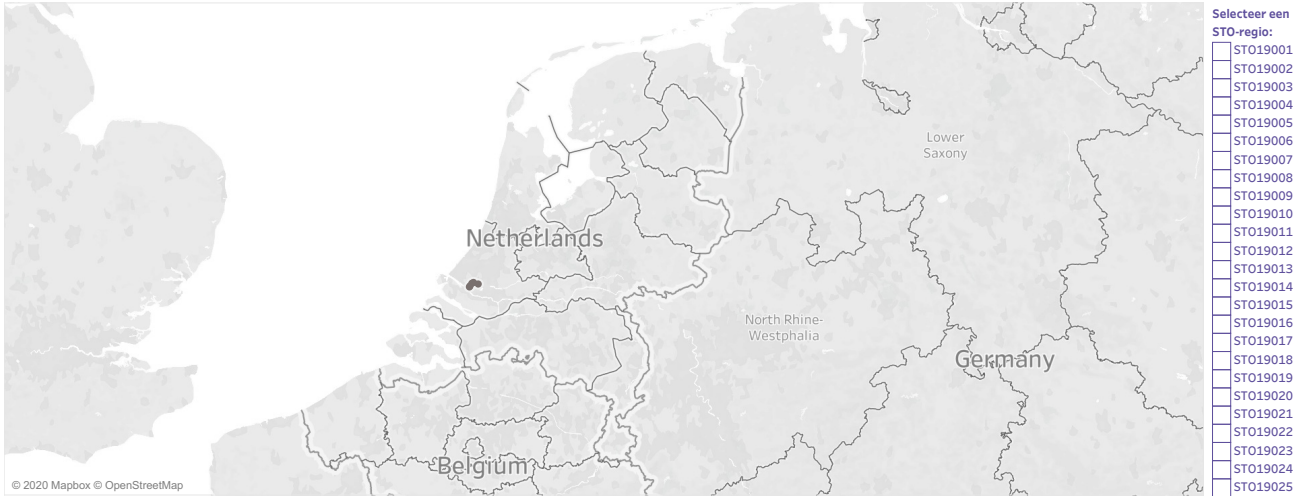 Selecteer een
STO-regio:
STO19001
STO19002
STO19003
STO19004
STO19005
STO19006
STO19007
STO19008
STO19009
STO19010
STO19011
STO19012
STO19013
STO19014
STO19015
STO19016
STO19017
STO19018
STO19019
STO19020
STO19021
STO19022
STO19023
STO19024
STO19025
Lower
Saxony
Netherlands
North Rhine-
Westphalia
Germany
Belgium
© 2020 Mapbox © OpenStreetMap